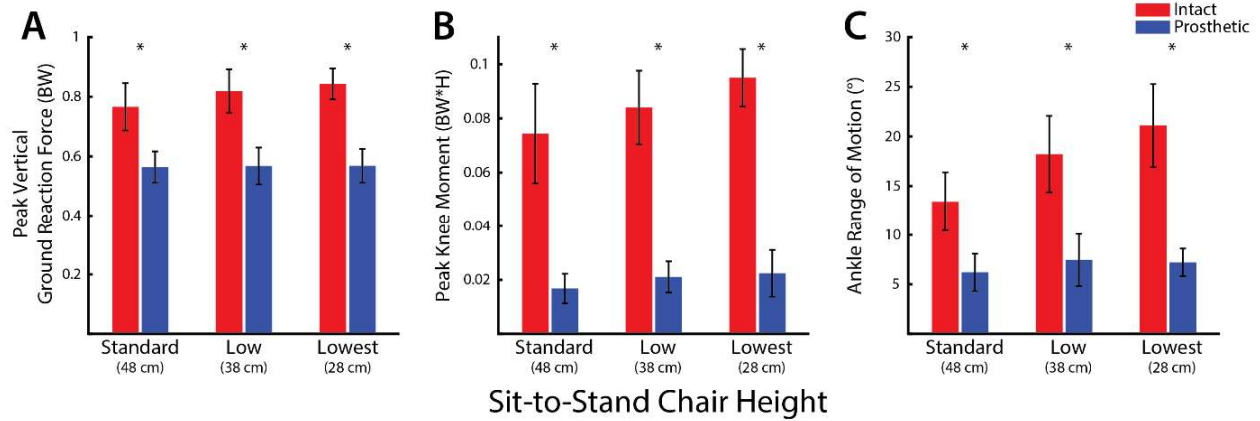 A
Peak Vertical
Ground Reaction Force (BW)
1
0.8
0.6
0.4
0.2
* * *
Standard Low Lowest
(48 cm) (38 cm) (28 cm)
B
Peak Knee Moment (BW*H)
0.1
0.08
0.06
0.04
0.02
* * *
Standard Low Lowest
(48 cm) (38 cm) (28 cm)
C
Intact
Prosthetic
Ankle Range of Motion (°)
30
25
20
15
10
5
* * *
Standard Low Lowest
(48 cm) (38 cm) (28 cm)
Sit-to-Stand Chair Height